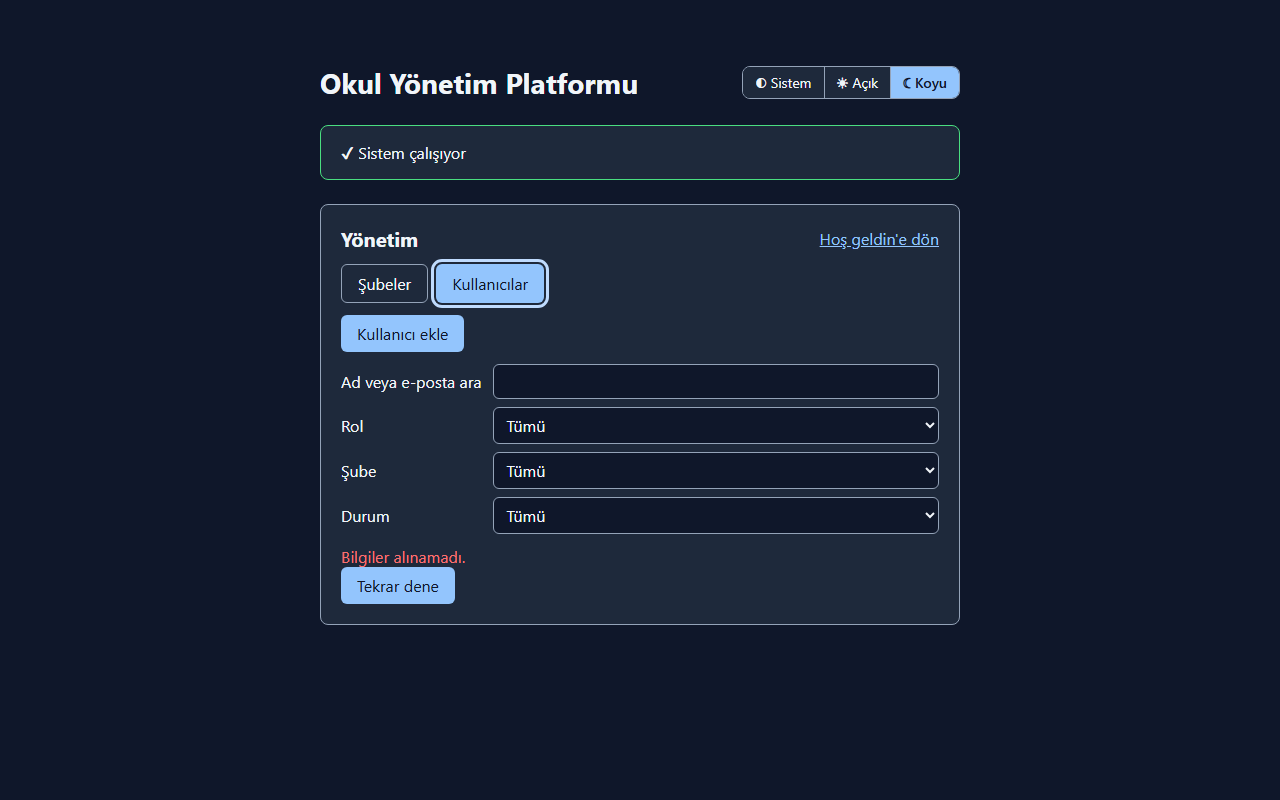 Okul Yönetim Platformu
◐ Sistem ☀ Açık ☾ Koyu
✓ Sistem çalışıyor
Yönetim
Hoş geldin'e dön
Şubeler Kullanıcılar
Kullanıcı ekle
Ad veya e-posta ara
Rol Tümü
Şube Tümü
Durum Tümü
Bilgiler alınamadı.
Tekrar dene